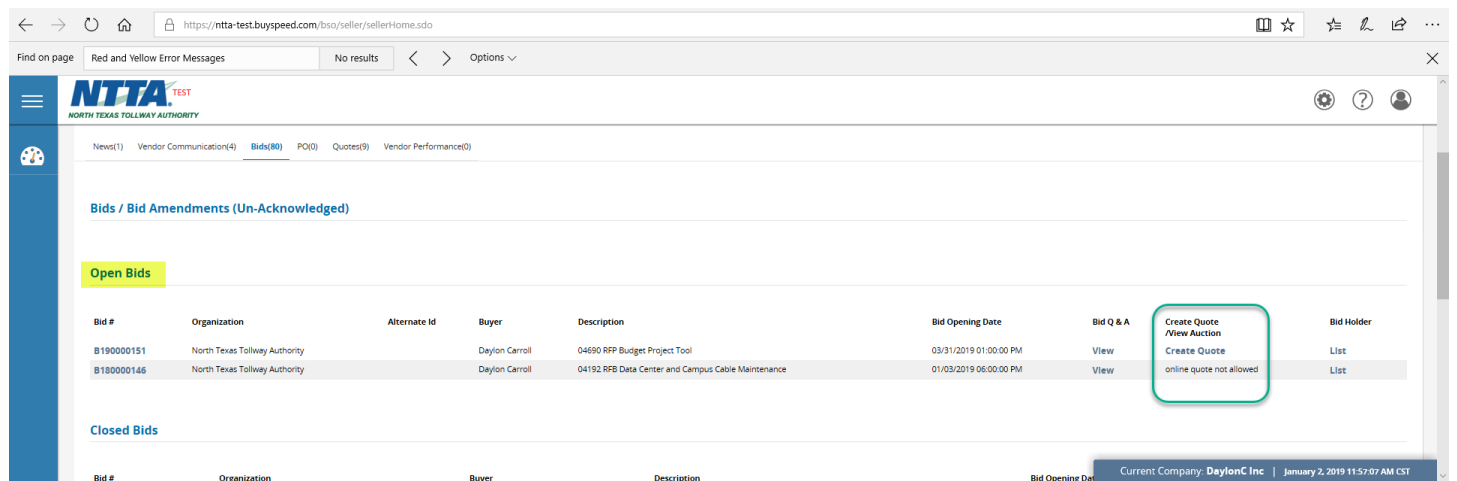 https://ntta-test.buyspeed.com/bso/seller/sellerHome.sdo
Find on page Red and Yellow Error Messages No results Options
NTTA TEST
NORTH TEXAS TOLLWAY AUTHORITY
News(1) Vendor Communication(4) Bids(80) PO(0) Quotes(9) Vendor Performance(0)
Bids / Bid Amendments (Un-Acknowledged)
Open Bids
Bid # Organization Alternate Id Buyer Description Bid Opening Date Bid Q & A Create Quote /View Auction Bid Holder
B190000151 North Texas Tollway Authority Daylon Carroll 04690 RFP Budget Project Tool 03/31/2019 01:00:00 PM View Create Quote List
B180000146 North Texas Tollway Authority Daylon Carroll 04192 RFB Data Center and Campus Cable Maintenance 01/03/2019 06:00:00 PM View online quote not allowed List
Closed Bids
Bid # Organization Buyer Description Bid Opening Dat
Current Company: DaylonC Inc | January 2, 2019 11:57:07 AM CST